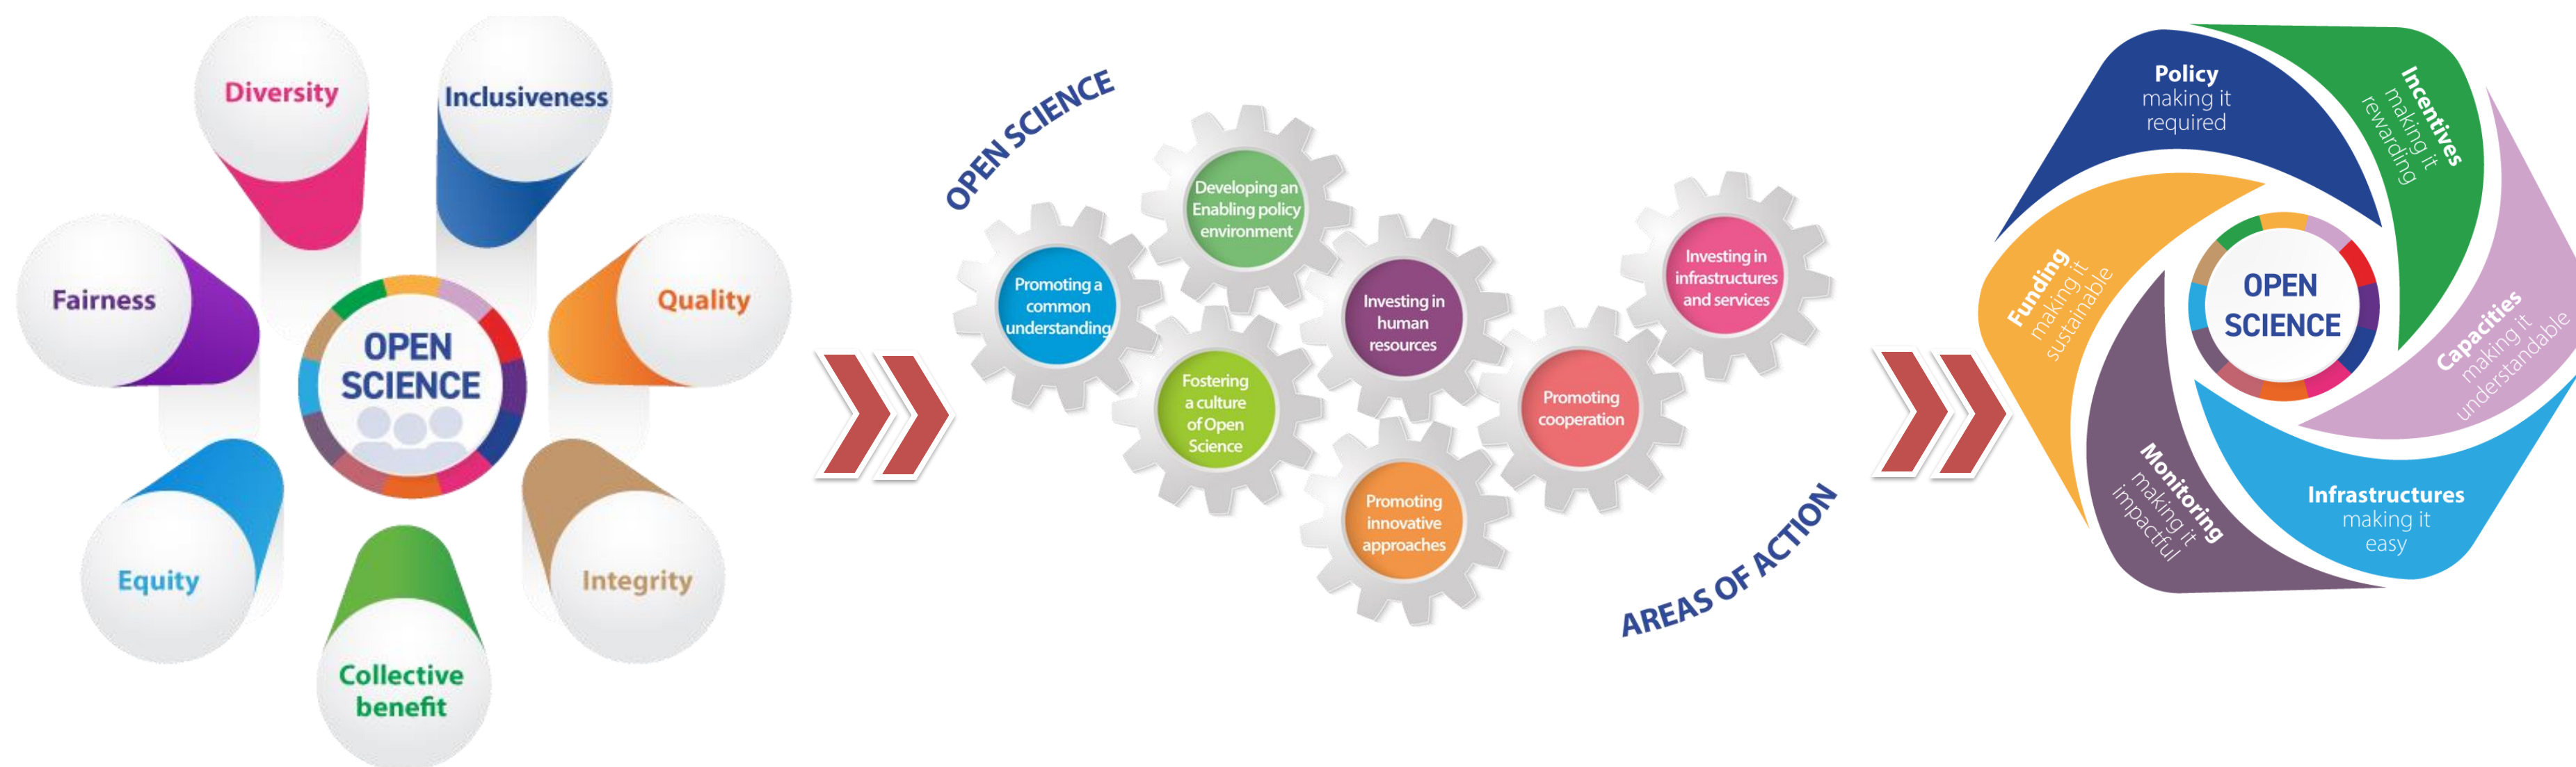 Diversity
Inclusiveness
Fairness
Quality
OPEN
SCIENCE
Equity
Integrity
Collective
benefit
OPEN SCIENCE
Developing an
Enabling policy
environment
Promoting a
common
understanding
Investing in
human
resources
Investing in
infrastructures
and services
Fostering
a culture
of Open
Science
Promoting
cooperation
Promoting
innovative
approaches
AREAS OF ACTION
Policy
making it
required
Incentives
making it
rewarding
Funding
making it
sustainable
OPEN
SCIENCE
Capacities
making it
understandable
Monitoring
making it
impactful
Infrastructures
making it
easy